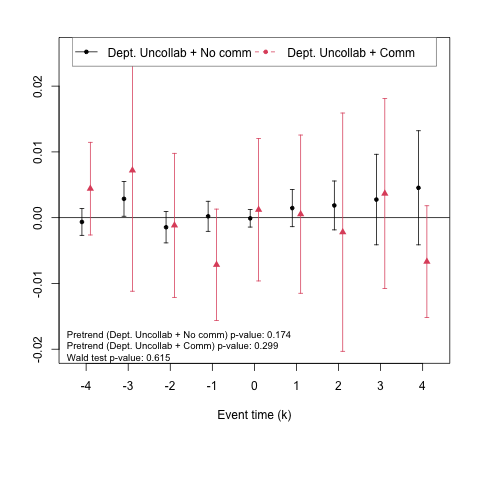 Dept. Uncollab + No comm Dept. Uncollab + Comm
0.02
0.01
0.00
-0.01
-0.02
Pretrend (Dept. Uncollab + No comm) p-value: 0.174
Pretrend (Dept. Uncollab + Comm) p-value: 0.299
Wald test p-value: 0.615
-4 -3 -2 -1 0 1 2 3 4
Event time (k)